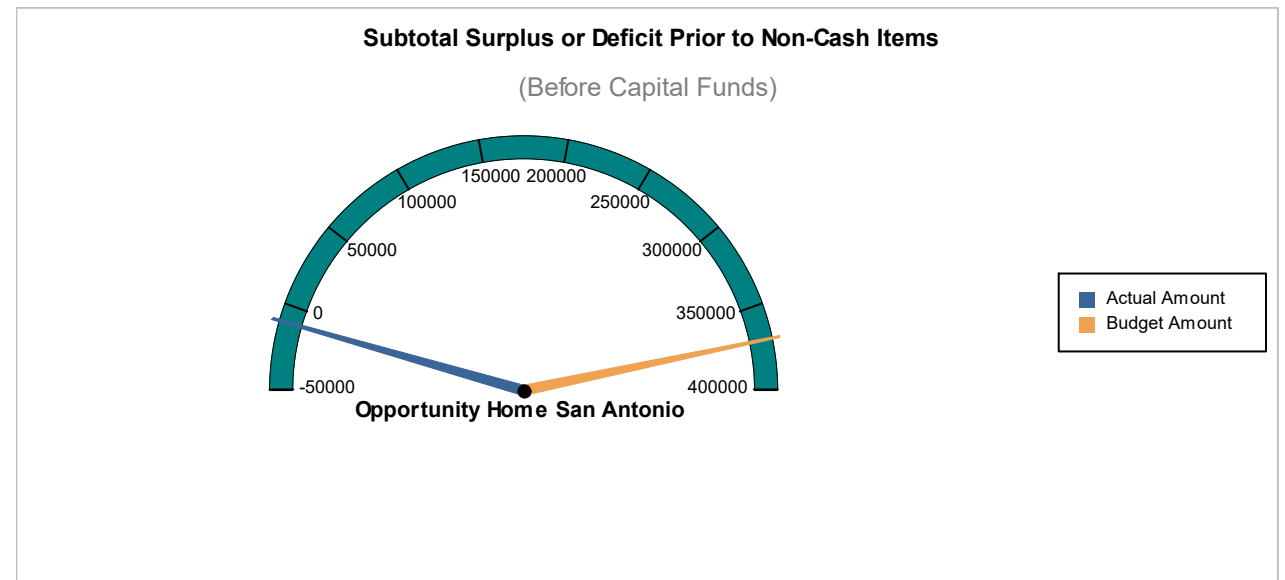 Subtotal Surplus or Deficit Prior to Non-Cash Items
(Before Capital Funds)
150000 200000
100000 250000
50000 300000
0 350000
-50000 400000
Opportunity Home San Antonio
Actual Amount
Budget Amount